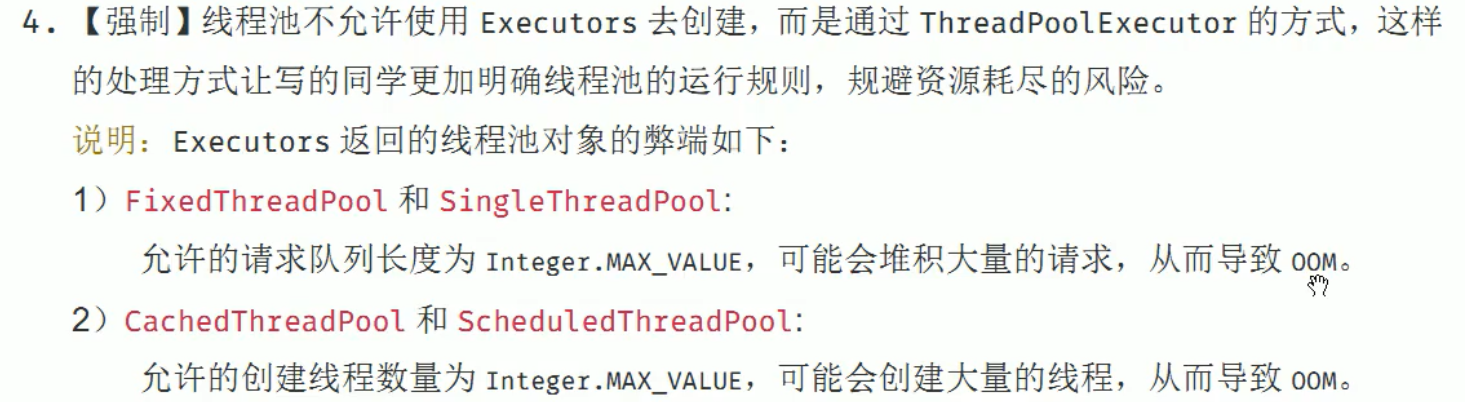 4. 【强制】线程池不允许使用 Executors 去创建，而是通过 ThreadPoolExecutor 的方式，这样
的处理方式让写的同学更加明确线程池的运行规则，规避资源耗尽的风险。
说明：Executors 返回的线程池对象的弊端如下：
1）FixedThreadPool 和 SingleThreadPool:
允许的请求队列长度为 Integer.MAX_VALUE，可能会堆积大量的请求，从而导致 OOM。
2）CachedThreadPool 和 ScheduledThreadPool:
允许的创建线程数量为 Integer.MAX_VALUE，可能会创建大量的线程，从而导致 OOM。